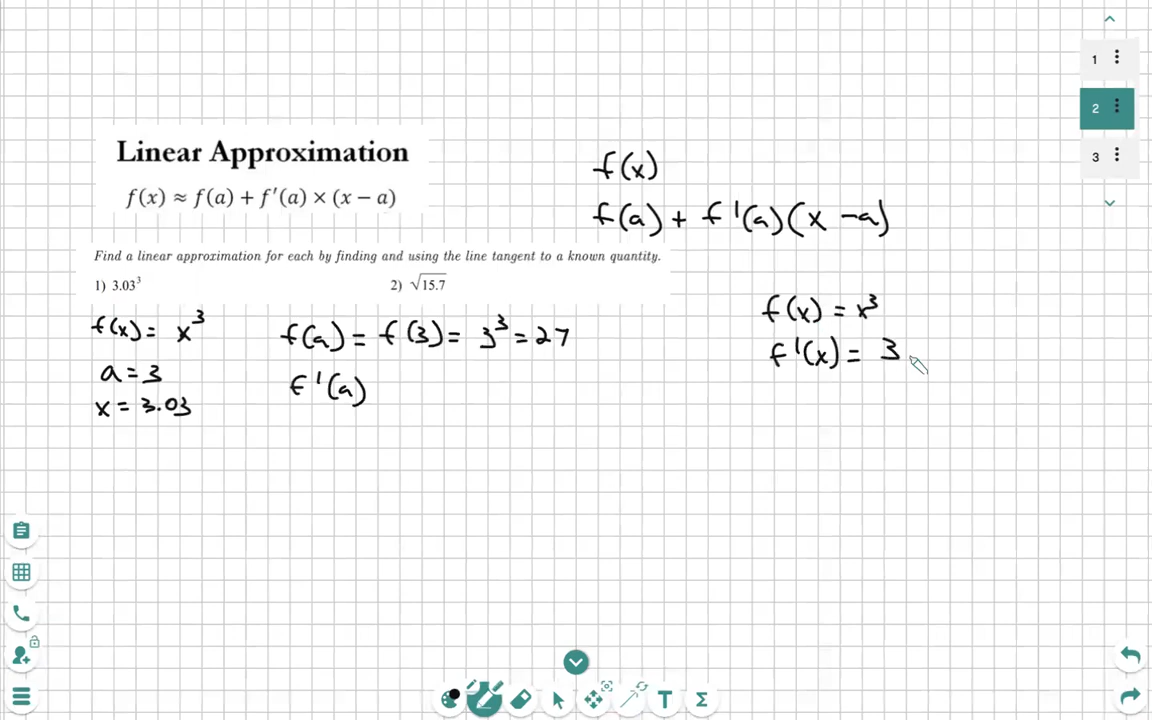 Linear Approximation
f(x) ≈ f(a) + f'(a) × (x − a)
f(x)
f(a) + f'(a)(x - a)
Find a linear approximation for each by finding and using the line tangent to a known quantity.
1) 3.03³
2) √15.7
f(x) = x³
a = 3
x = 3.03
f(a) = f(3) = 3³ = 27
f'(a)
f(x) = x³
f'(x) = 3
1
2
3
T
Σ